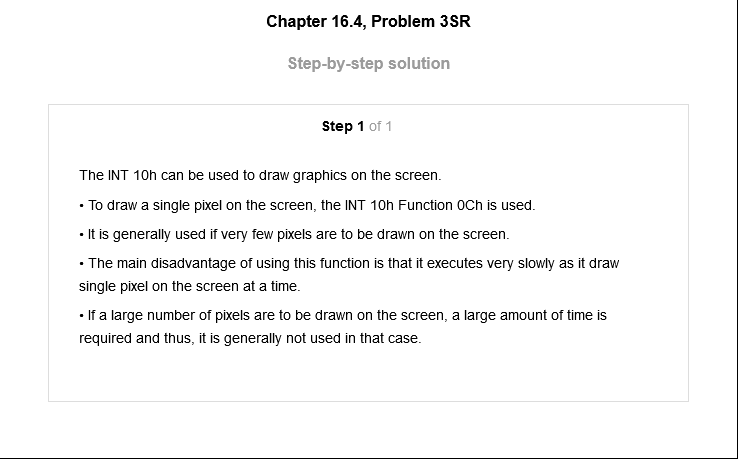 Chapter 16.4, Problem 3SR
Step-by-step solution
Step 1 of 1
The INT 10h can be used to draw graphics on the screen.
• To draw a single pixel on the screen, the INT 10h Function 0Ch is used.
• It is generally used if very few pixels are to be drawn on the screen.
• The main disadvantage of using this function is that it executes very slowly as it draw
single pixel on the screen at a time.
• If a large number of pixels are to be drawn on the screen, a large amount of time is
required and thus, it is generally not used in that case.